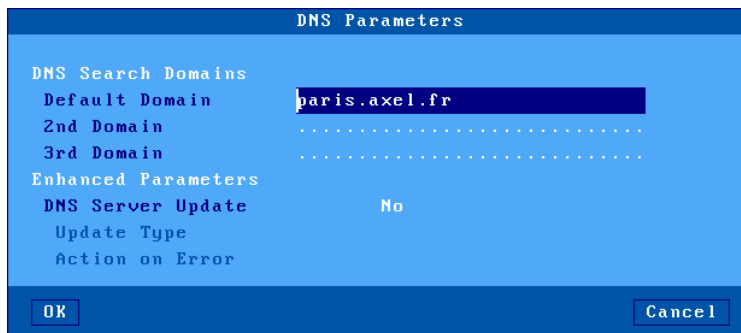 DNS Parameters
DNS Search Domains
Default Domain paris.axel.fr
2nd Domain ..............................
3rd Domain ..............................
Enhanced Parameters
DNS Server Update No
Update Type
Action on Error
OK Cancel